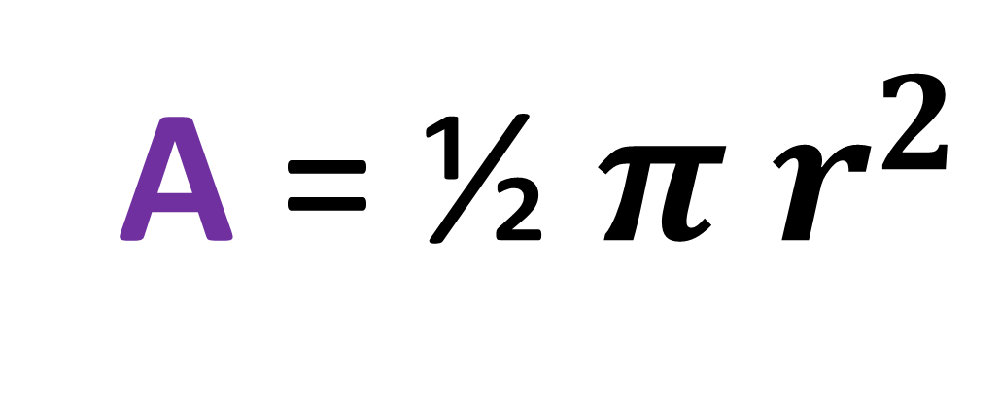 A = ½ π r²